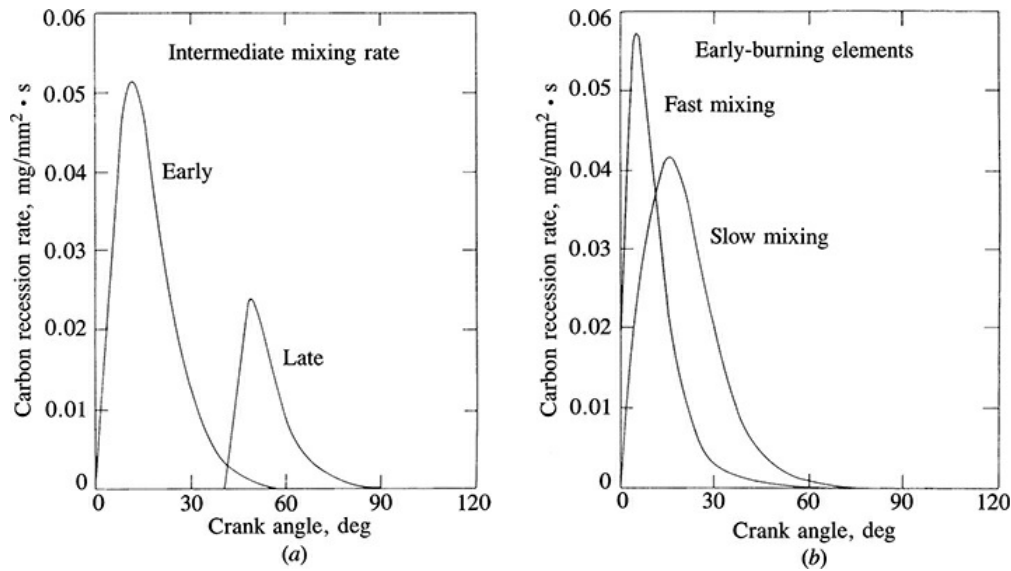 Carbon recession rate, mg/mm² • s
0.06
0.05
0.04
0.03
0.02
0.01
0
Intermediate mixing rate
Early
Late
0
30
60
90
120
Crank angle, deg
(a)
Carbon recession rate, mg/mm² • s
0.06
0.05
0.04
0.03
0.02
0.01
0
Early-burning elements
Fast mixing
Slow mixing
0
30
60
90
120
Crank angle, deg
(b)